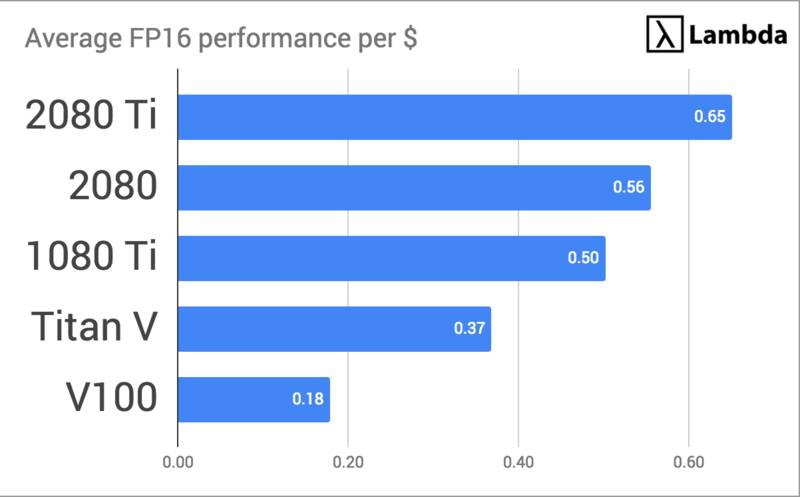 Average FP16 performance per $
λ Lambda
2080 Ti
0.65
2080
0.56
1080 Ti
0.50
Titan V
0.37
V100
0.18
0.00 0.20 0.40 0.60